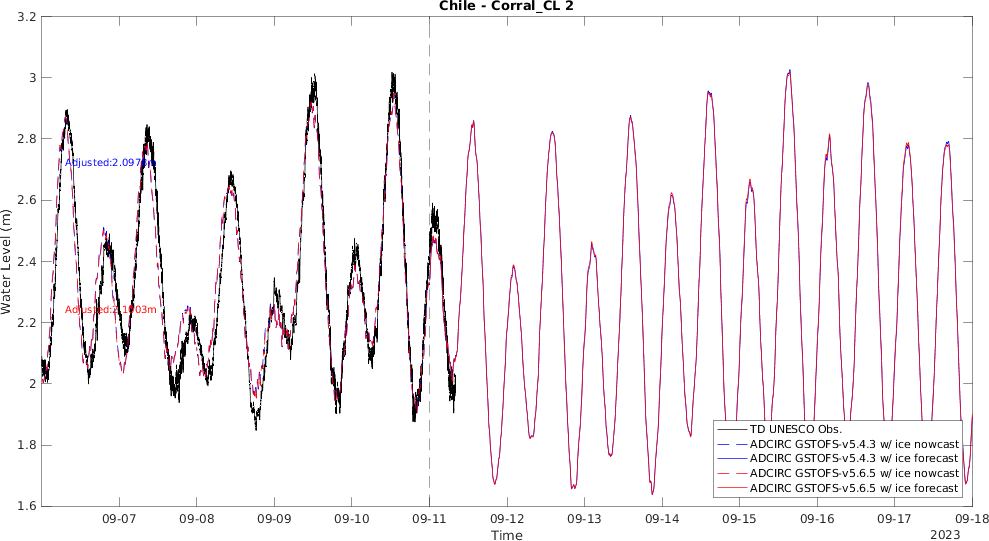 Chile - Corral_CL 2
3.2
3
2.8
2.6
2.4
2.2
2
1.8
1.6
Water Level (m)
Adjusted:2.0978m
TD UNESCO Obs.
ADCIRC GSTOFS-v5.4.3 w/ ice nowcast
ADCIRC GSTOFS-v5.4.3 w/ ice forecast
ADCIRC GSTOFS-v5.6.5 w/ ice nowcast
ADCIRC GSTOFS-v5.6.5 w/ ice forecast
09-07 09-08 09-09 09-10 09-11 09-12 09-13 09-14 09-15 09-16 09-17 09-18
Time
2023